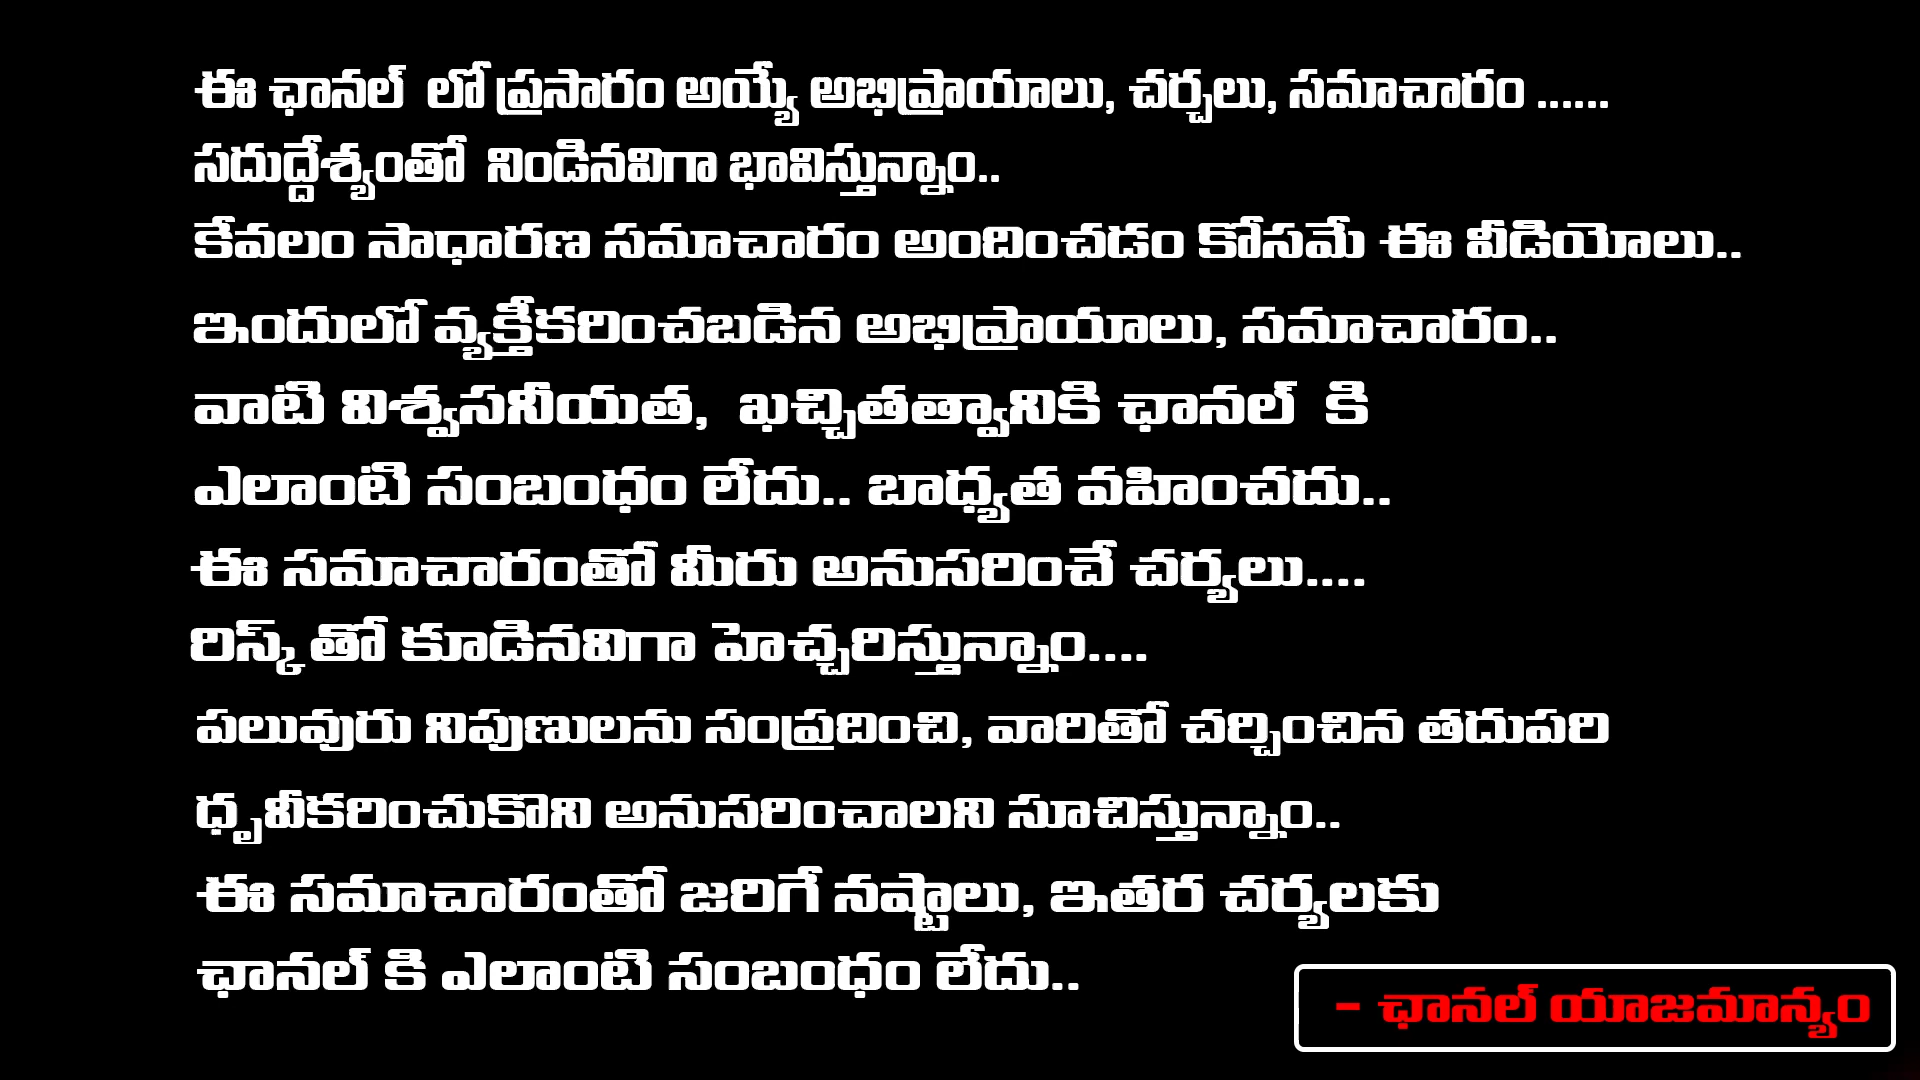 ఈ ఛానల్ లో ప్రసారం అయ్యే అభిప్రాయాలు, చర్చలు, సమాచారం ......
సదుద్దేశ్యంతో నిండినవిగా భావిస్తున్నాం..
కేవలం సాధారణ సమాచారం అందించడం కోసమే ఈ వీడియోలు..
ఇందులో వ్యక్తీకరించబడిన అభిప్రాయాలు, సమాచారం..
వాటి విశ్వసనీయత, ఖచ్చితత్వానికి ఛానల్ కి
ఎలాంటి సంబంధం లేదు.. బాధ్యత వహించదు..
ఈ సమాచారంతో మీరు అనుసరించే చర్యలు....
రిస్క్ తో కూడినవిగా హెచ్చరిస్తున్నాం....
పలువురు నిపుణులను సంప్రదించి, వారితో చర్చించిన తదుపరి
ధృవీకరించుకొని అనుసరించాలని సూచిస్తున్నాం..
ఈ సమాచారంతో జరిగే నష్టాలు, ఇతర చర్యలకు
ఛానల్ కి ఎలాంటి సంబంధం లేదు..
- ఛానల్ యాజమాన్యం